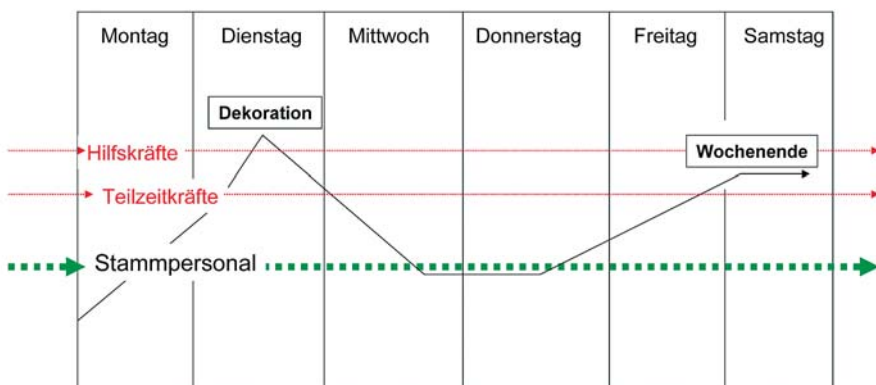 Montag Dienstag Mittwoch Donnerstag Freitag Samstag
Dekoration
Hilfskräfte
Wochenende
Teilzeitkräfte
Stammpersonal